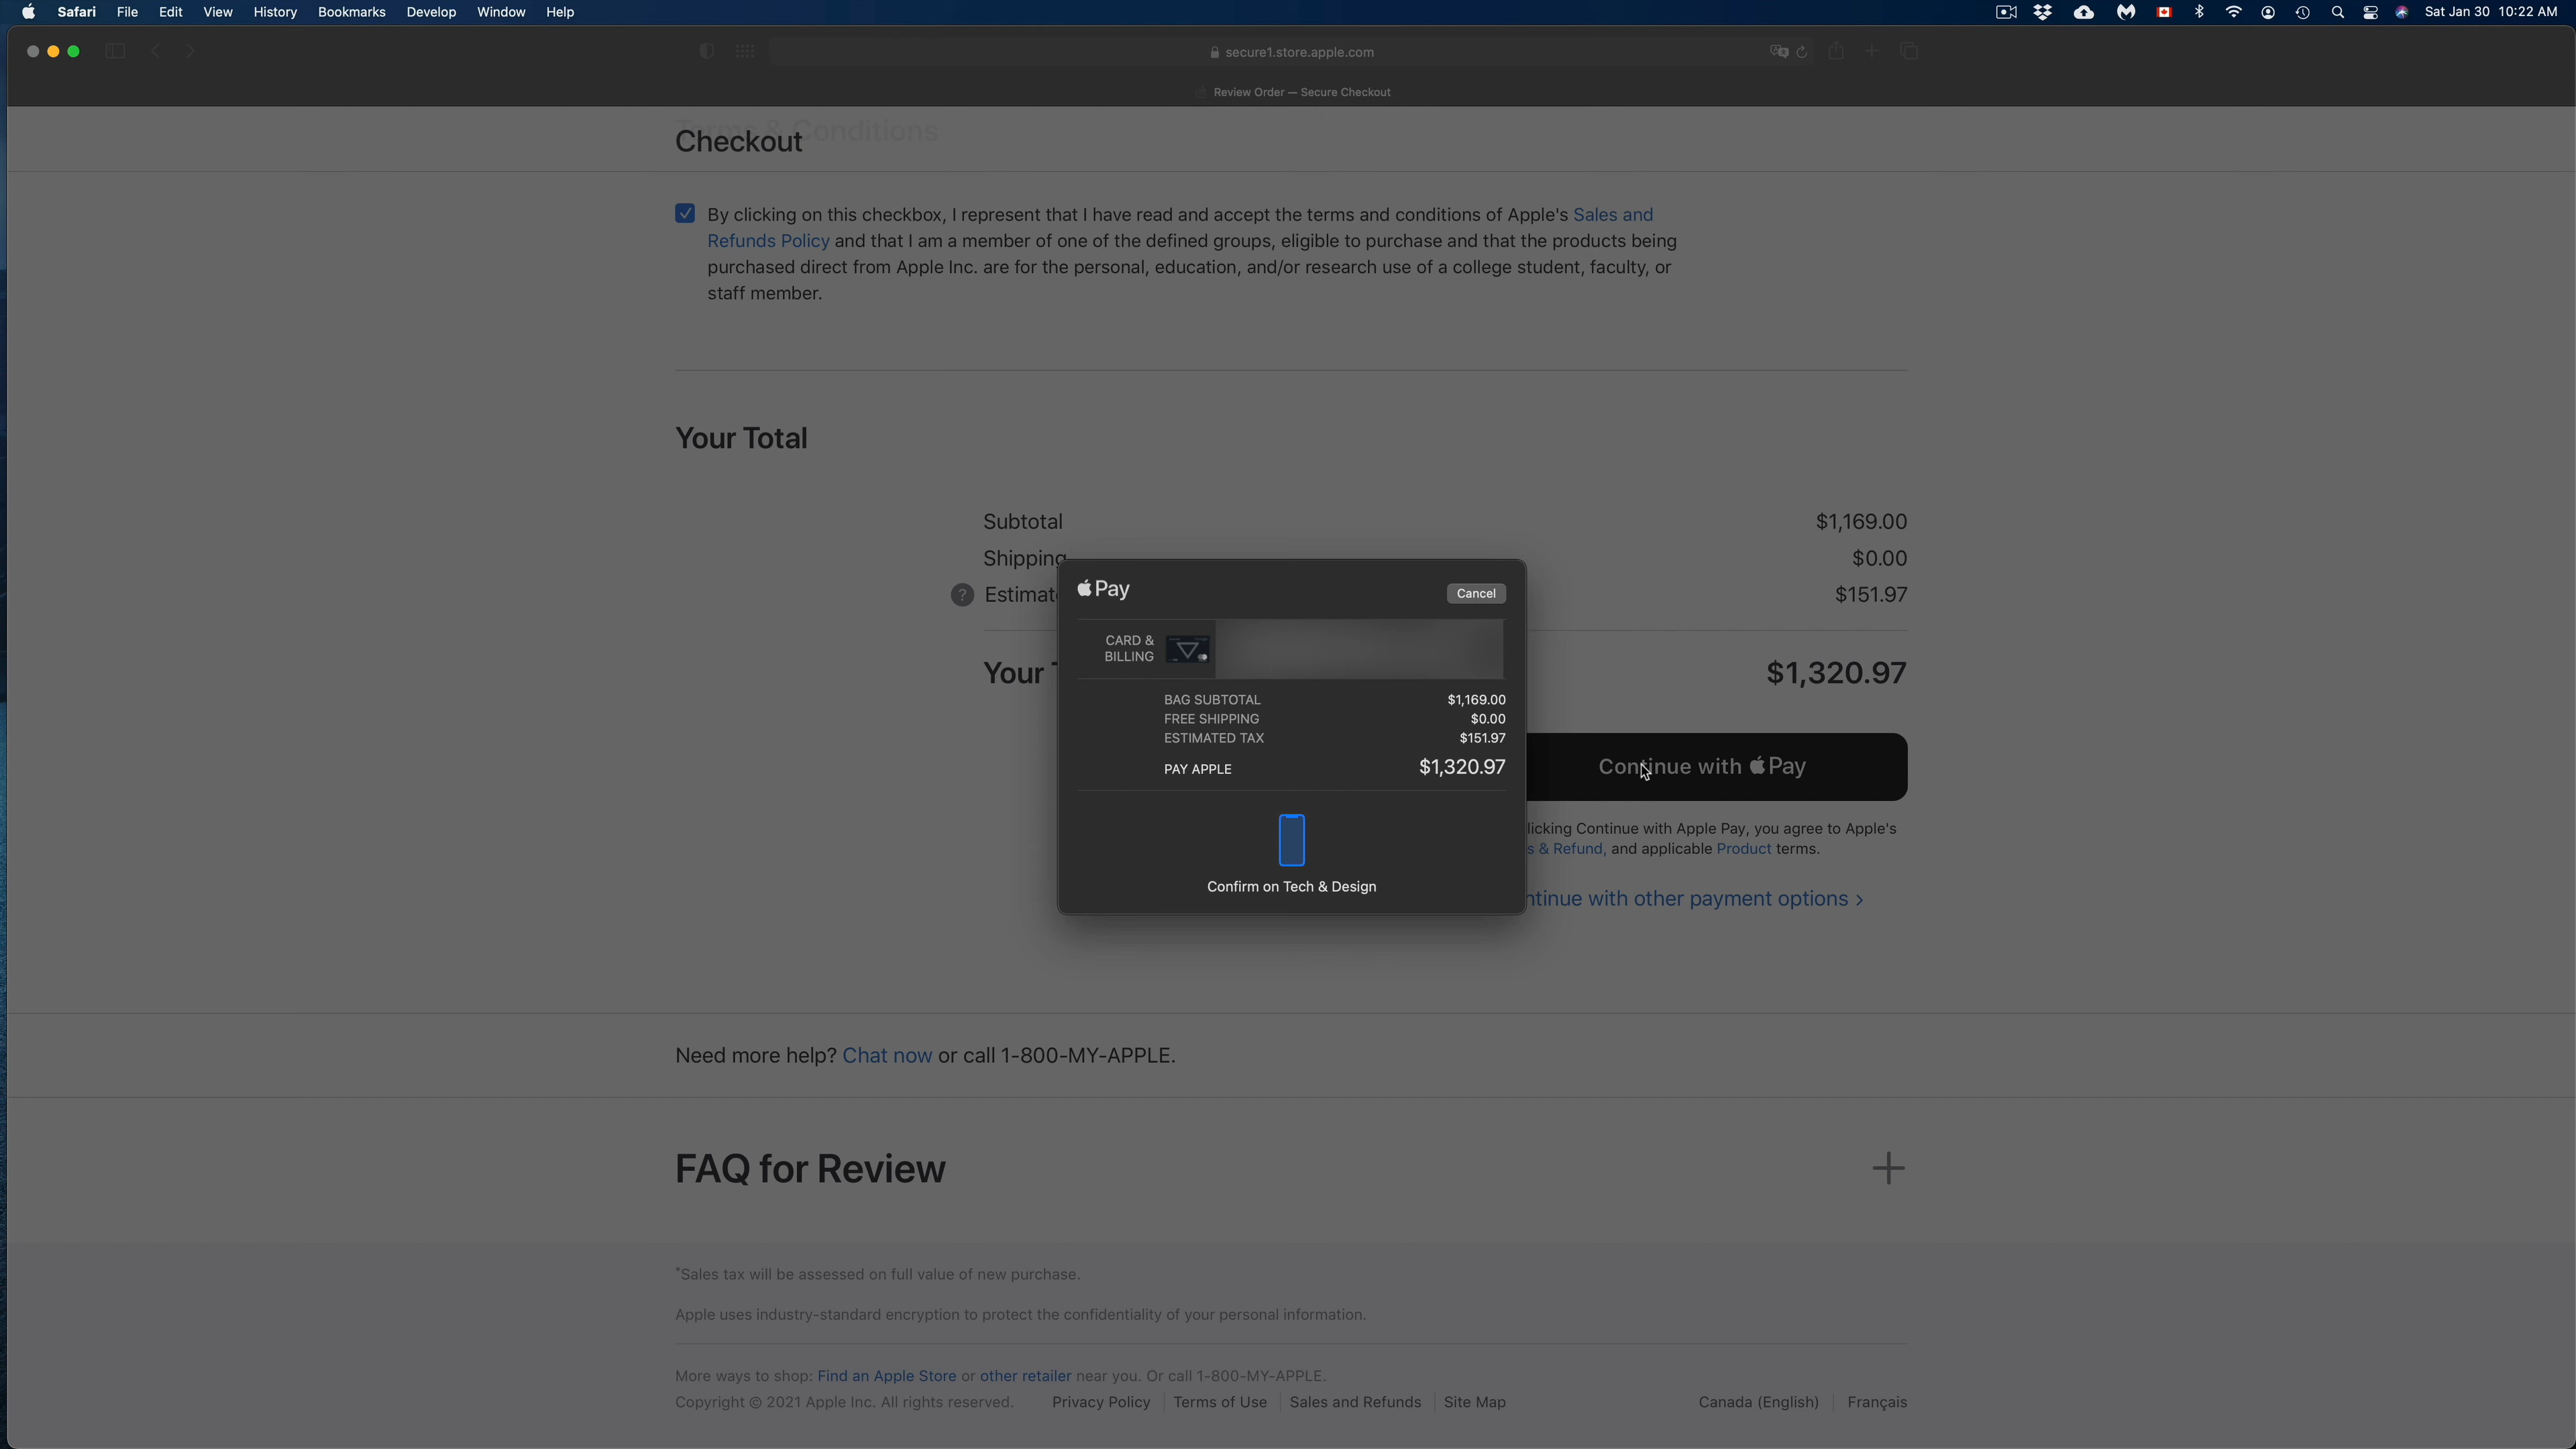 Safari File Edit View History Bookmarks Develop Window Help Sat Jan 30 10:22 AM
secure1.store.apple.com
Review Order — Secure Checkout
Terms & Conditions
Checkout
By clicking on this checkbox, I represent that I have read and accept the terms and conditions of Apple's Sales and
Refunds Policy and that I am a member of one of the defined groups, eligible to purchase and that the products being
purchased direct from Apple Inc. are for the personal, education, and/or research use of a college student, faculty, or
staff member.
Your Total
Subtotal $1,169.00
Shipping $0.00
? Estimat $151.97
Your T $1,320.97
Pay
Cancel
CARD &
BILLING
BAG SUBTOTAL $1,169.00
FREE SHIPPING $0.00
ESTIMATED TAX $151.97
PAY APPLE $1,320.97
Confirm on Tech & Design
Continue with Pay
licking Continue with Apple Pay, you agree to Apple's
s & Refund, and applicable Product terms.
ntinue with other payment options >
Need more help? Chat now or call 1-800-MY-APPLE.
FAQ for Review
*Sales tax will be assessed on full value of new purchase.
Apple uses industry-standard encryption to protect the confidentiality of your personal information.
More ways to shop: Find an Apple Store or other retailer near you. Or call 1-800-MY-APPLE.
Copyright © 2021 Apple Inc. All rights reserved. Privacy Policy Terms of Use Sales and Refunds Site Map Canada (English) Français